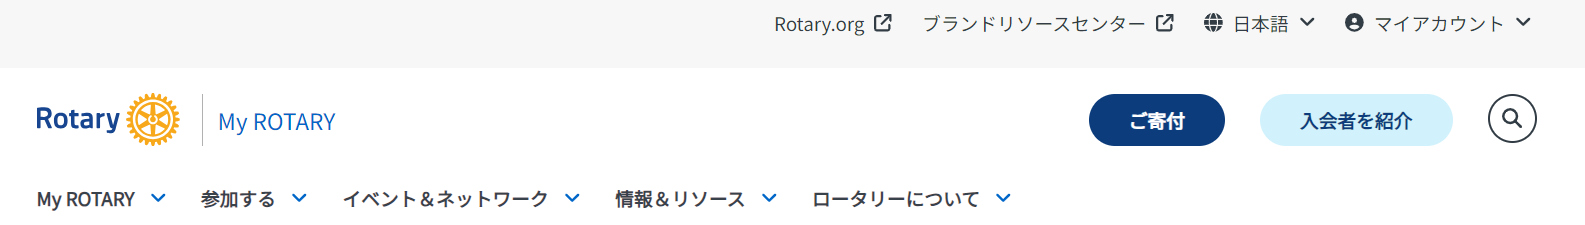 Rotary.org ブランドリソースセンター 日本語 マイアカウント
Rotary My ROTARY ご寄付 入会者を紹介
My ROTARY 参加する イベント＆ネットワーク 情報＆リソース ロータリーについて